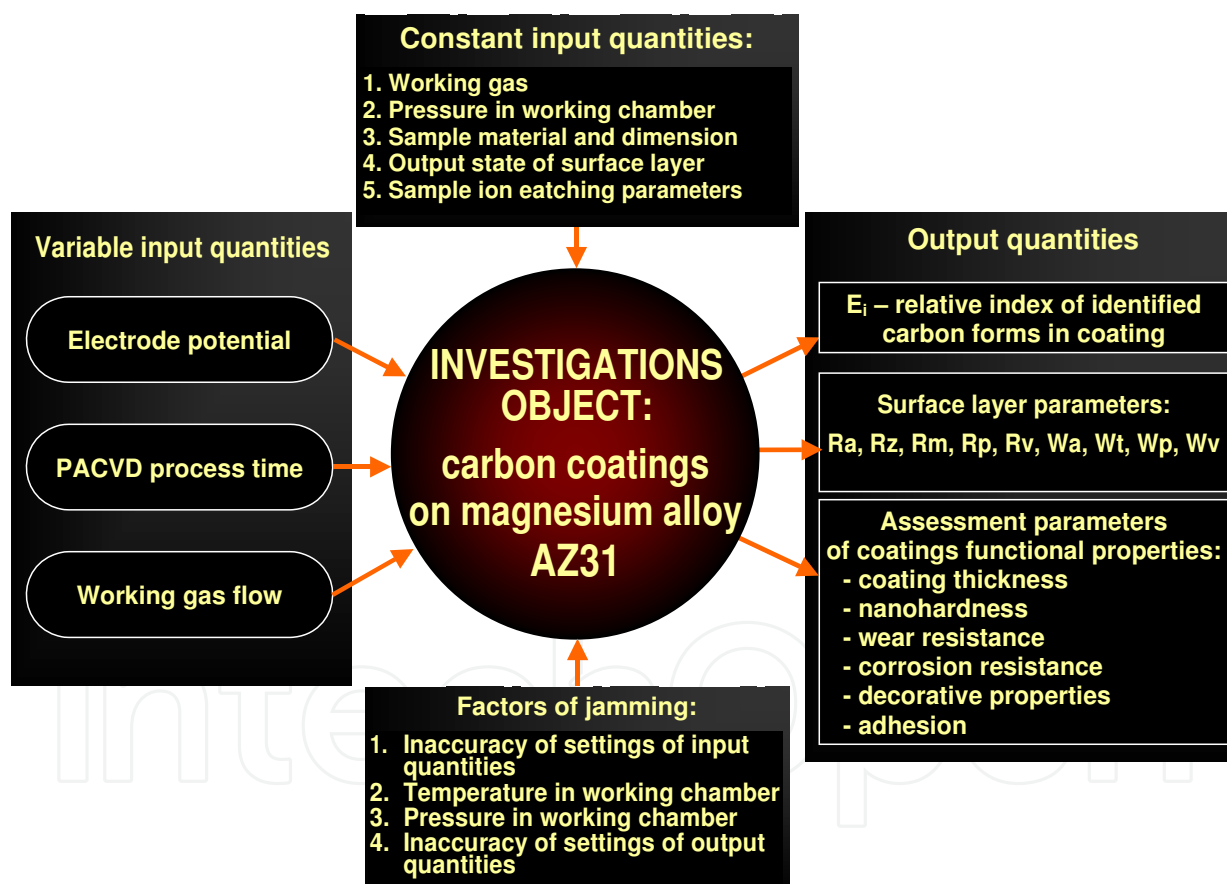 Constant input quantities:
1. Working gas
2. Pressure in working chamber
3. Sample material and dimension
4. Output state of surface layer
5. Sample ion eatching parameters
Variable input quantities
Electrode potential
PACVD process time
Working gas flow
INVESTIGATIONS
OBJECT:
carbon coatings
on magnesium alloy
AZ31
Output quantities
Ei – relative index of identified
carbon forms in coating
Surface layer parameters:
Ra, Rz, Rm, Rp, Rv, Wa, Wt, Wp, Wv
Assessment parameters
of coatings functional properties:
- coating thickness
- nanohardness
- wear resistance
- corrosion resistance
- decorative properties
- adhesion
Factors of jamming:
1. Inaccuracy of settings of input
quantities
2. Temperature in working chamber
3. Pressure in working chamber
4. Inaccuracy of settings of output
quantities
IntechOpen